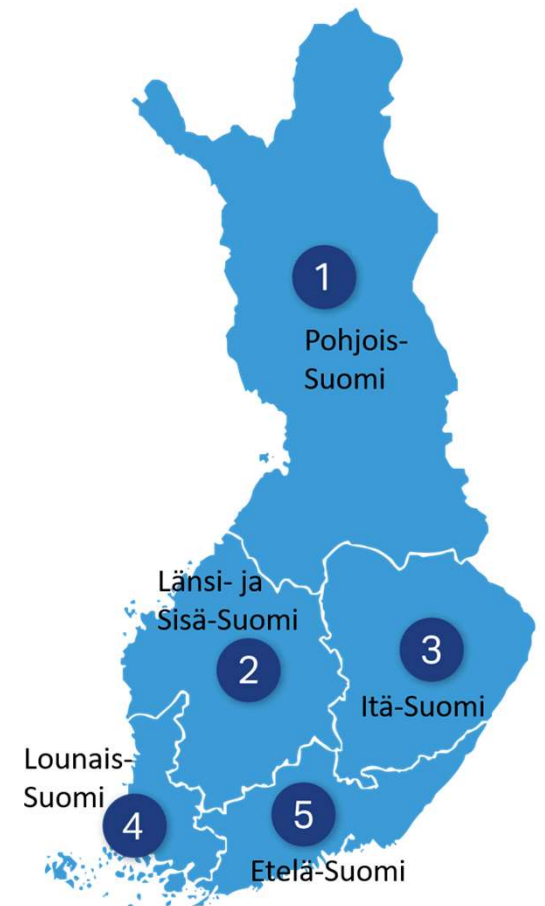 1
Pohjois-
Suomi
Länsi- ja
Sisä-Suomi
2
3
Itä-Suomi
Lounais-
Suomi
4
5
Etelä-Suomi